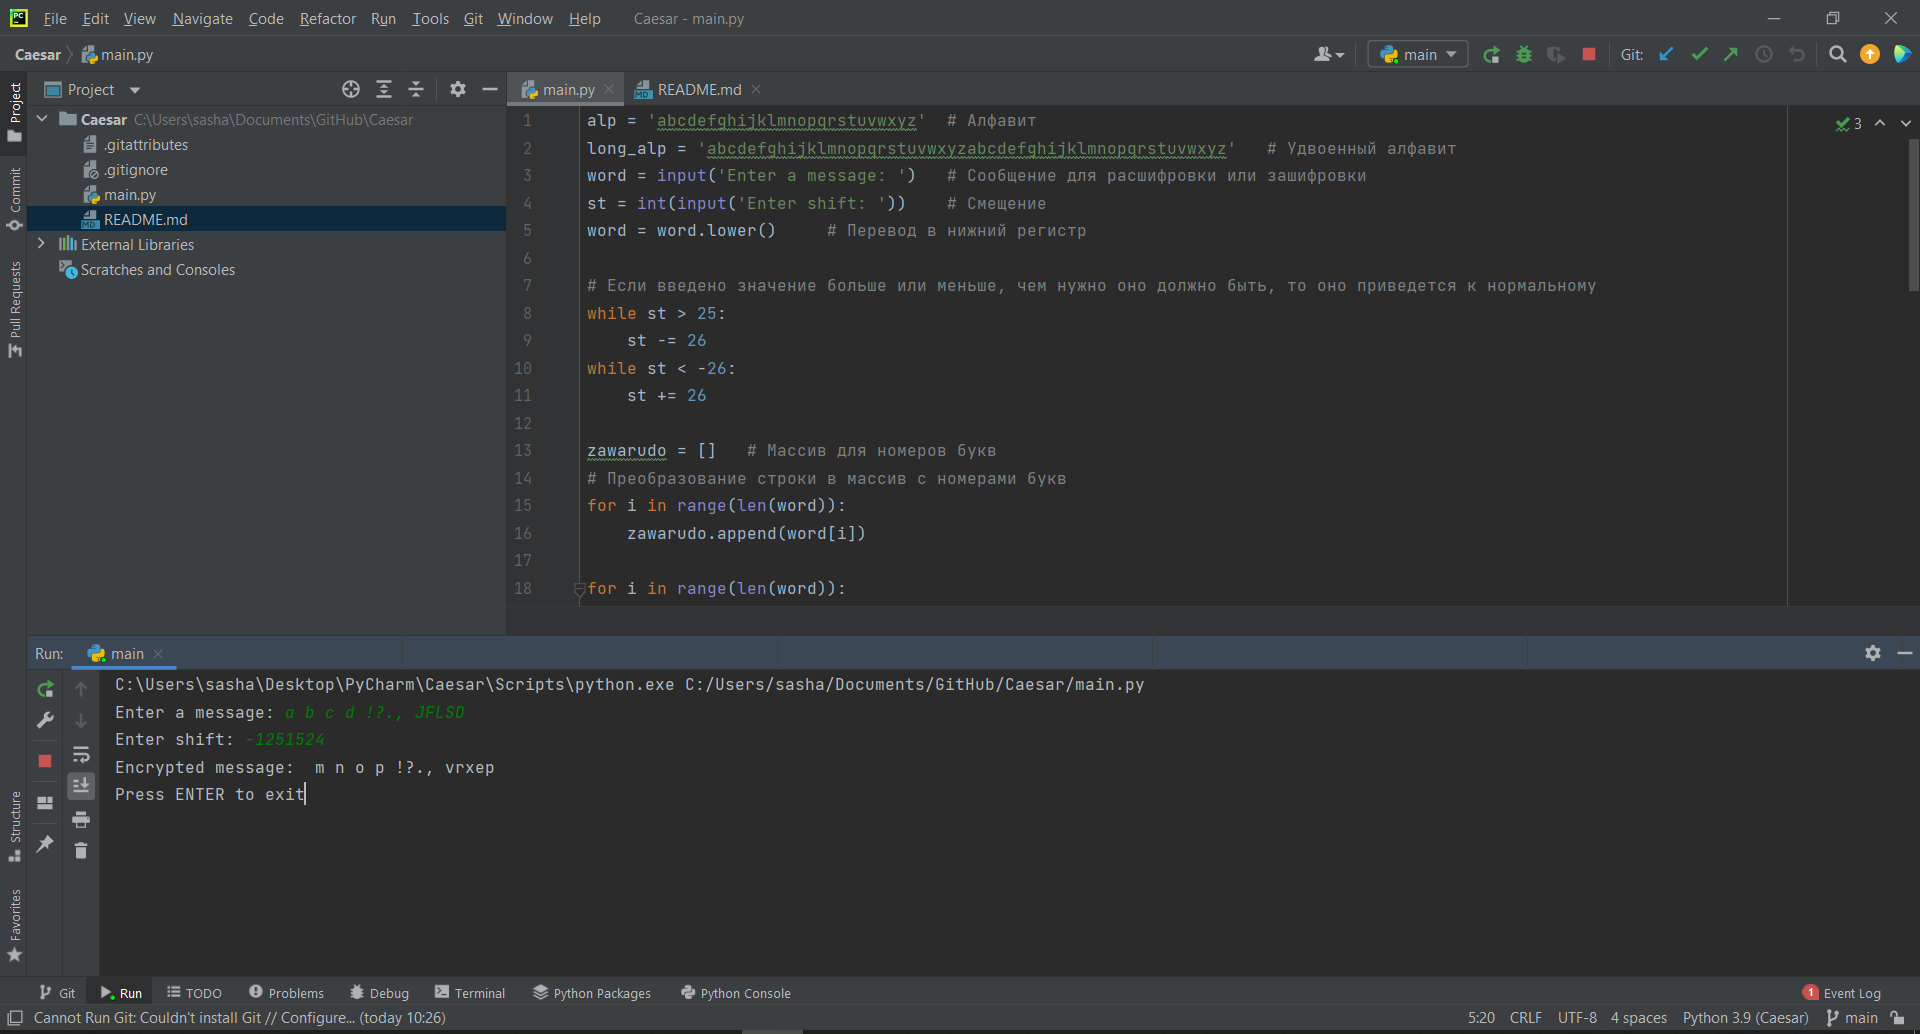 PC File Edit View Navigate Code Refactor Run Tools Git Window Help Caesar - main.py
Caesar main.py main Git:
Project main.py README.md
Caesar C:\Users\sasha\Documents\GitHub\Caesar
.gitattributes
.gitignore
main.py
MD README.md
External Libraries
Scratches and Consoles
Project
Commit
Pull Requests
Structure
Favorites
3
1 alp = 'abcdefghijklmnopqrstuvwxyz' # Алфавит
2 long_alp = 'abcdefghijklmnopqrstuvwxyzabcdefghijklmnopqrstuvwxyz' # Удвоенный алфавит
3 word = input('Enter a message: ') # Сообщение для расшифровки или зашифровки
4 st = int(input('Enter shift: ')) # Смещение
5 word = word.lower() # Перевод в нижний регистр
6
7 # Если введено значение больше или меньше, чем нужно оно должно быть, то оно приведется к нормальному
8 while st > 25:
9 st -= 26
10 while st < -26:
11 st += 26
12
13 zawarudo = [] # Массив для номеров букв
14 # Преобразование строки в массив с номерами букв
15 for i in range(len(word)):
16 zawarudo.append(word[i])
17
18 for i in range(len(word)):
Run: main
C:\Users\sasha\Desktop\PyCharm\Caesar\Scripts\python.exe C:/Users/sasha/Documents/GitHub/Caesar/main.py
Enter a message: a b c d !?., JFLSD
Enter shift: -1251524
Encrypted message:  m n o p !?., vrxep
Press ENTER to exit
Git Run TODO Problems Debug Terminal Python Packages Python Console 1 Event Log
Cannot Run Git: Couldn't install Git // Configure... (today 10:26) 5:20 CRLF UTF-8 4 spaces Python 3.9 (Caesar) main